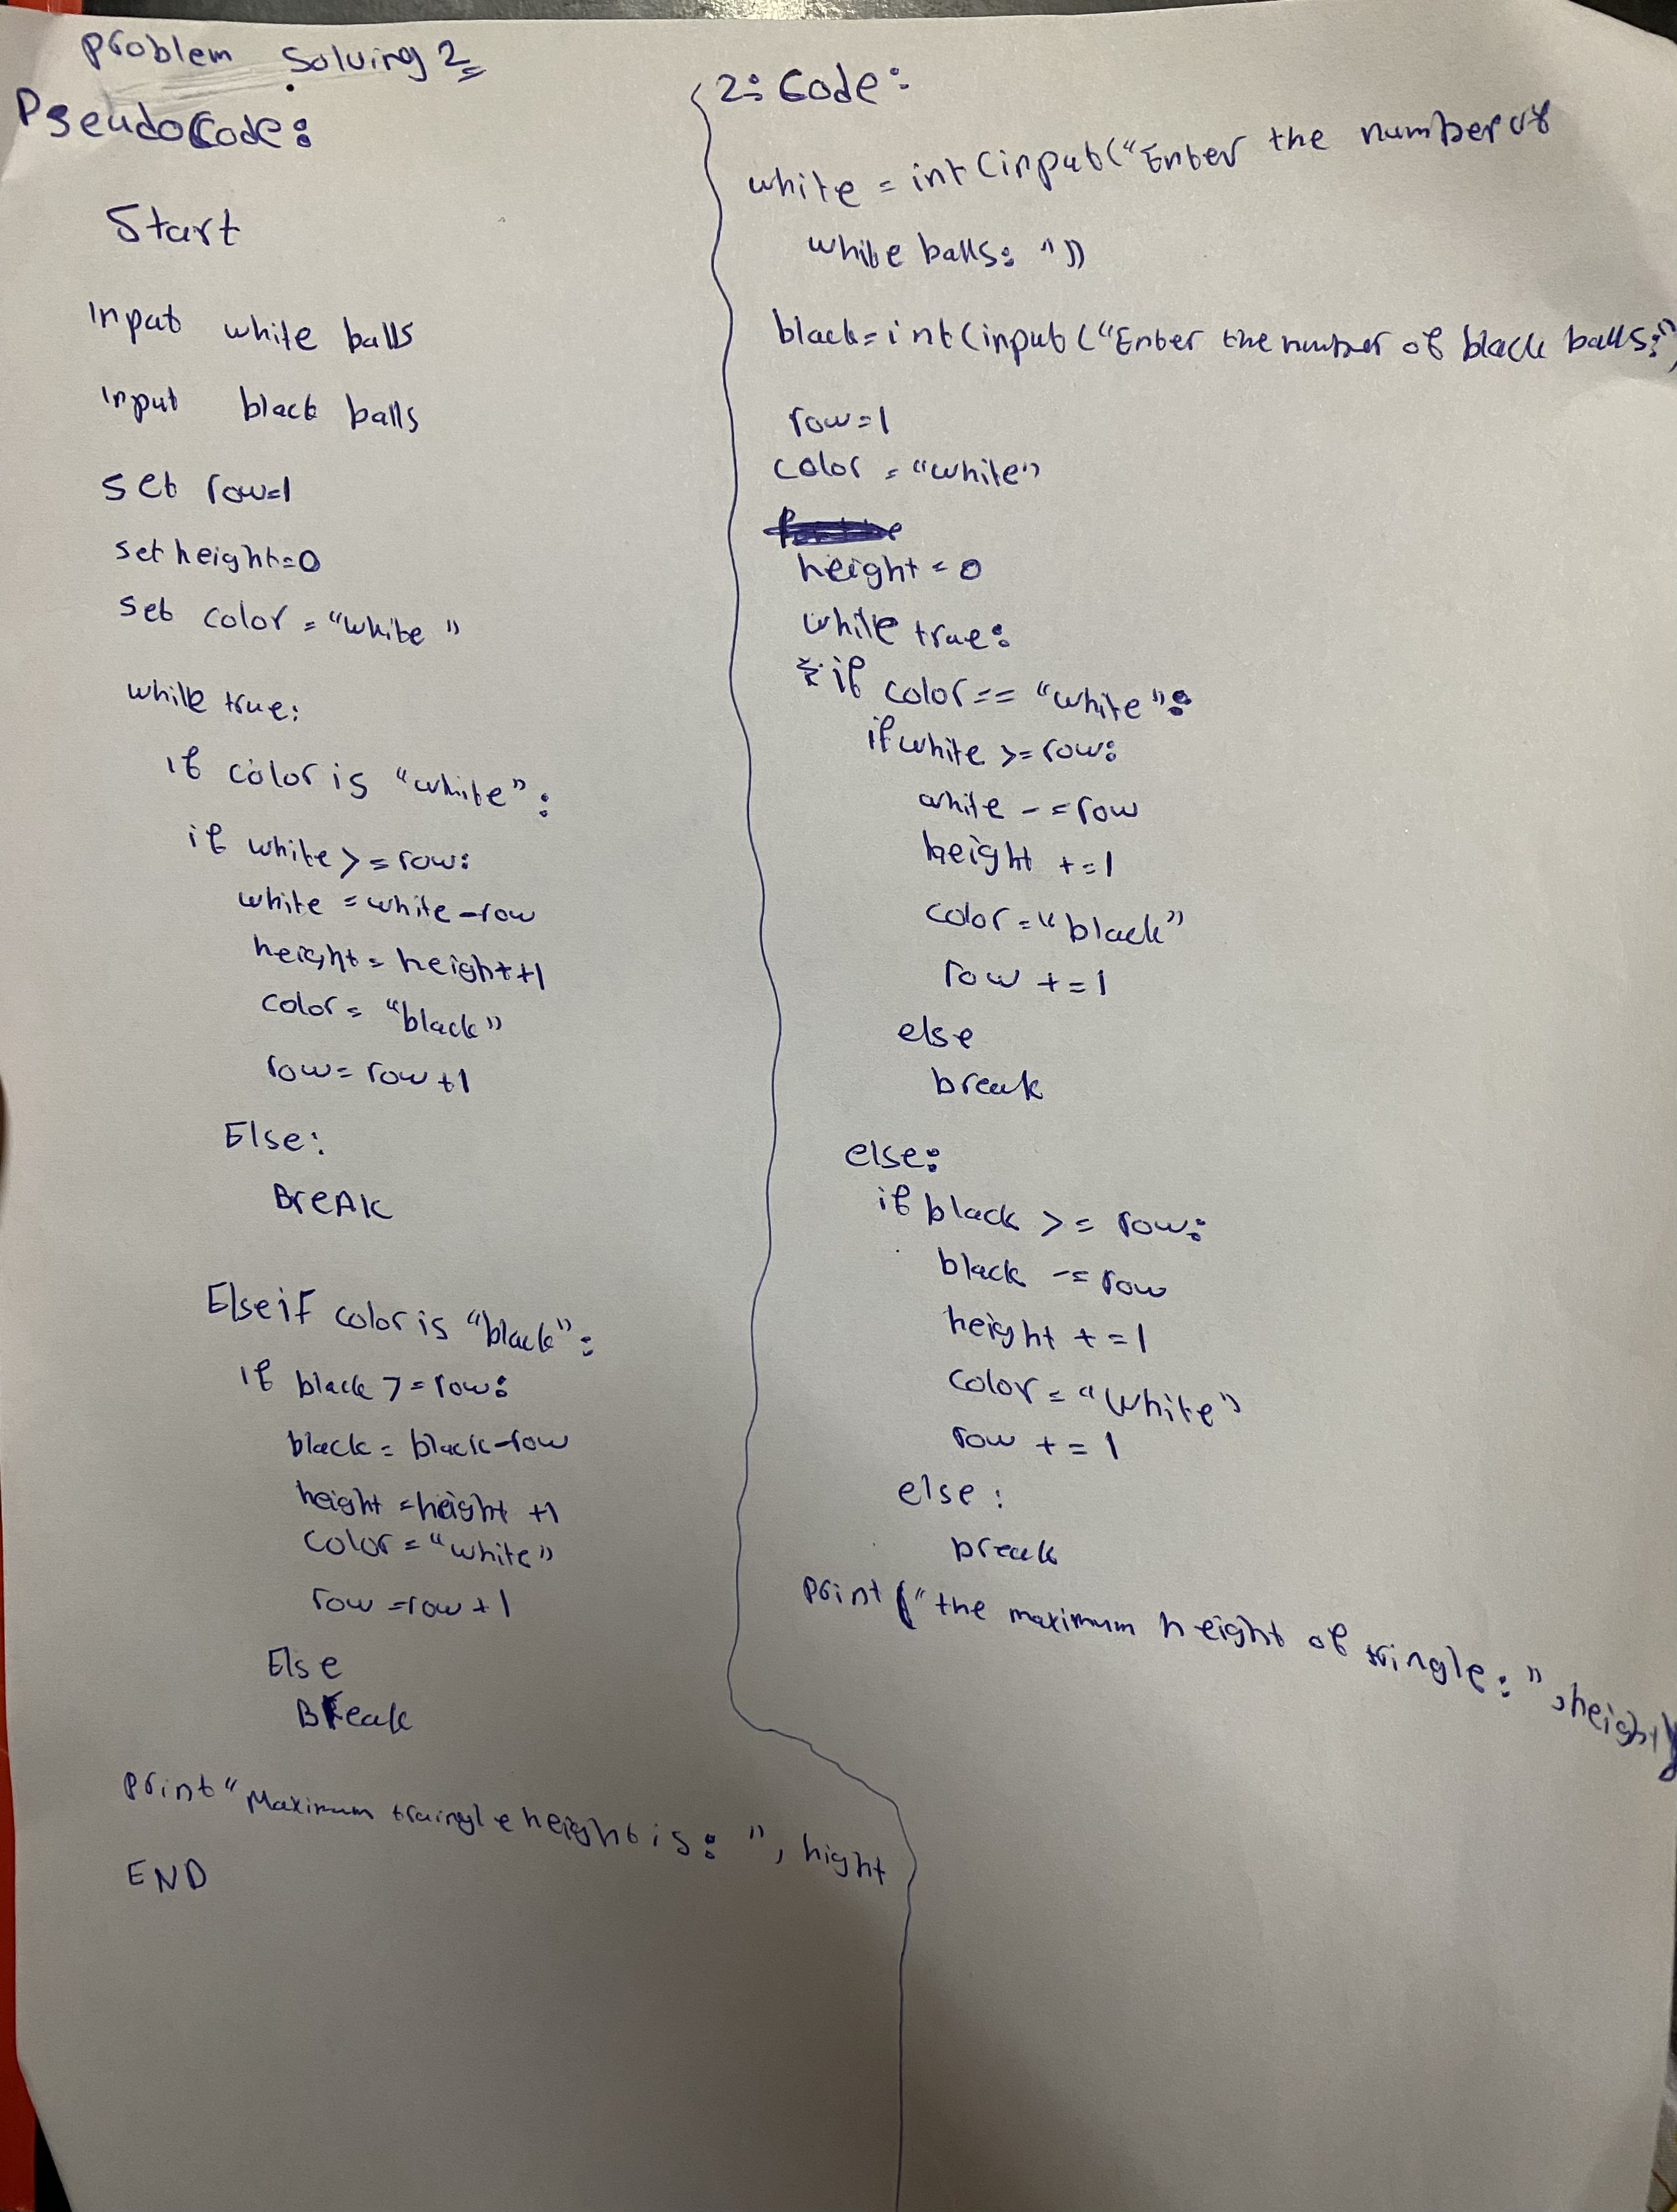 Problem Solving 2
Pseudocode:
Start
Input white balls
Input black balls
set row=1
set height=0
set color = "white"
while true:
if color is "white":
if white >= row:
white = white-row
height = height+1
color = "black"
row = row+1
Else:
BreAk
Else if color is "black":
if black >= row:
black = black-row
height = height +1
color = "white"
row = row +1
Else
Break
print "Maximum traingle height is: ", hight
END
2: Code:
white = int(input("Enter the number of
white balls: "))
black = int(input("Enter the number of black balls:")
row=1
color = "white"
height = 0
while true:
if color == "white":
if white >= row:
white -= row
height += 1
color = "black"
row += 1
else
break
else:
if black >= row:
black -= row
height += 1
color = "white"
row += 1
else:
break
print("the maximum height of tringle:", height)